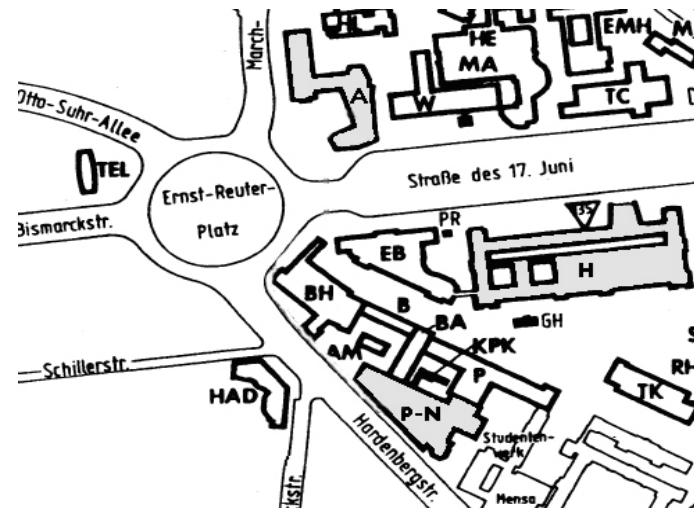 HE
EMH
MA
A
W
TC
March-
Otto-Suhr-Allee
TEL
Ernst-Reuter-
Platz
Straße des 17. Juni
Bismarckstr.
PR
35
EB
H
BH
B
BA
GH
AM
KPK
P
Schillerstr.
HAD
RH
TK
P-N
Hardenbergstr.
Studenten-
werk
Mensa